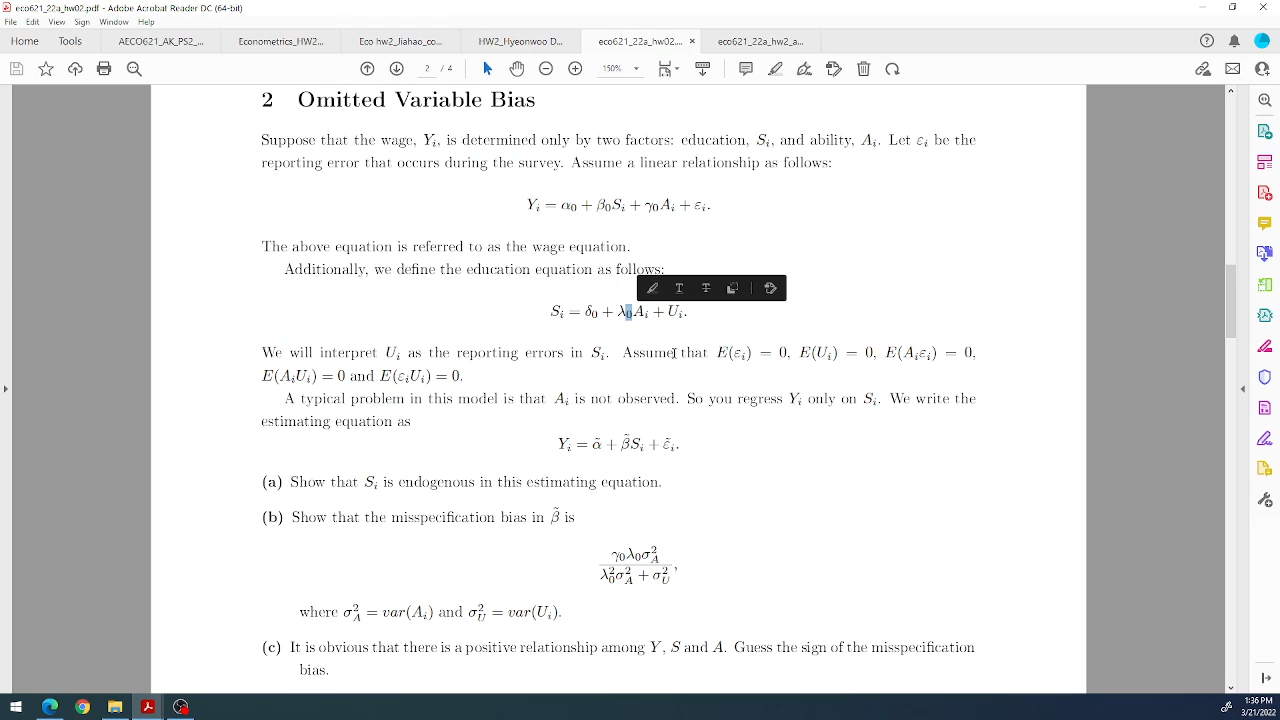 eco621_22a_hw02.pdf - Adobe Acrobat Reader DC (64-bit)
File Edit View Sign Window Help
Home Tools AECO621_AK_PS2_... Econometrics_HW2... Eco hw2_Jiahao_co... HW2_Hyeonwoo ... eco621_22a_hw02.... × eco621_22a_hw2_a...
2 / 4 150%
2 Omitted Variable Bias
Suppose that the wage, Yᵢ, is determined only by two factors: education, Sᵢ, and ability, Aᵢ. Let εᵢ be the
reporting error that occurs during the survey. Assume a linear relationship as follows:
Yᵢ = α₀ + β₀Sᵢ + γ₀Aᵢ + εᵢ.
The above equation is referred to as the wage equation.
Additionally, we define the education equation as follows:
Sᵢ = δ₀ + λ₀Aᵢ + Uᵢ.
We will interpret Uᵢ as the reporting errors in Sᵢ. Assume that E(εᵢ) = 0, E(Uᵢ) = 0, E(Aᵢεᵢ) = 0,
E(AᵢUᵢ) = 0 and E(εᵢUᵢ) = 0.
A typical problem in this model is that Aᵢ is not observed. So you regress Yᵢ only on Sᵢ. We write the
estimating equation as
Yᵢ = α̃ + β̃Sᵢ + ε̃ᵢ.
(a) Show that Sᵢ is endogenous in this estimating equation.
(b) Show that the misspecification bias in β̃ is
γ₀λ₀σ²_A
λ₀²σ²_A + σ²_U ,
where σ²_A = var(Aᵢ) and σ²_U = var(Uᵢ).
(c) It is obvious that there is a positive relationship among Y, S and A. Guess the sign of the misspecification
bias.
1:36 PM
3/21/2022